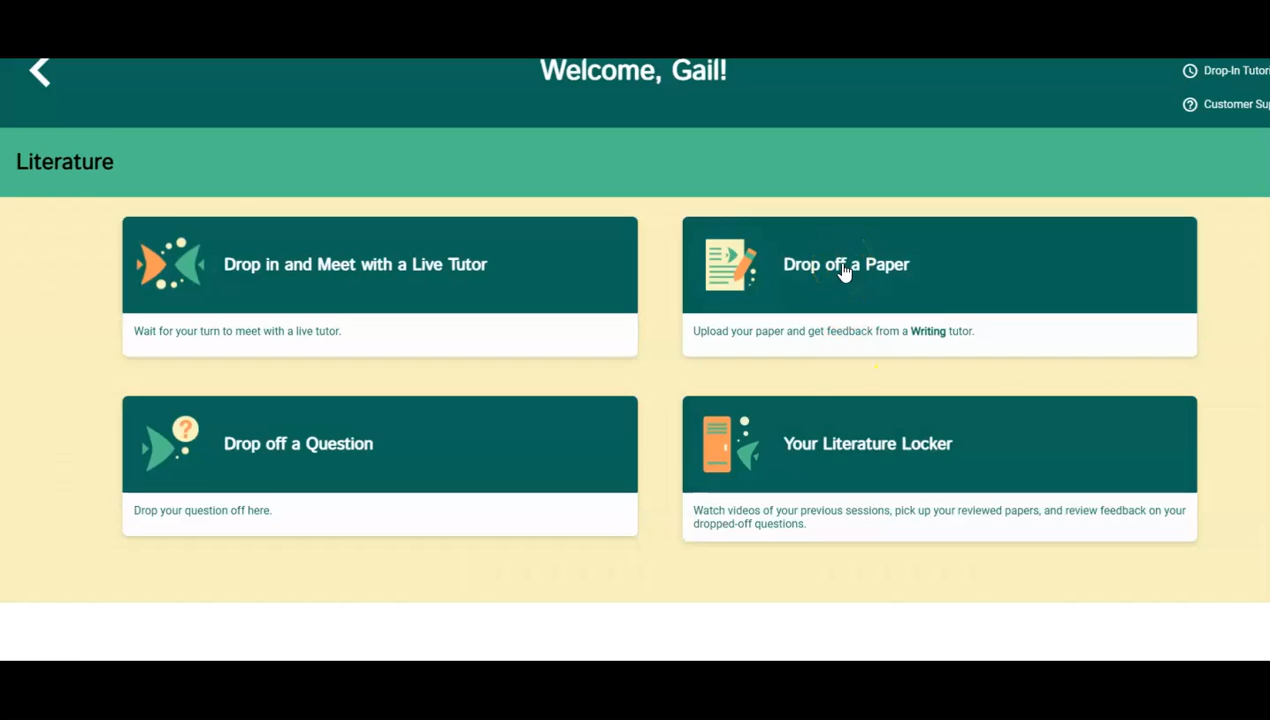 Welcome, Gail!
Drop-In Tutori
Customer Sup
Literature
Drop in and Meet with a Live Tutor
Wait for your turn to meet with a live tutor.
Drop off a Paper
Upload your paper and get feedback from a Writing tutor.
?
Drop off a Question
Drop your question off here.
Your Literature Locker
Watch videos of your previous sessions, pick up your reviewed papers, and review feedback on your
dropped-off questions.